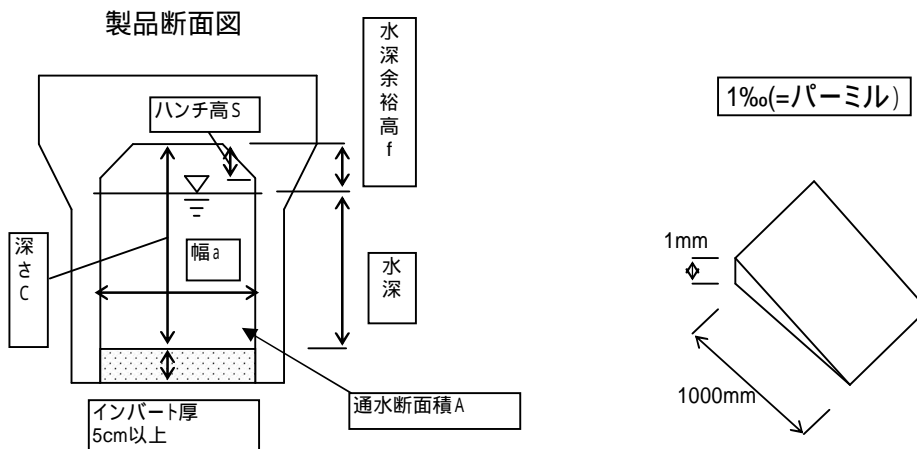 製品断面図
水
深
余
裕
高
f
ハンチ高S
1‰(=パーミル)
深
さ
C
幅a
水
深
1mm
1000mm
インバート厚
5cm以上
通水断面積A